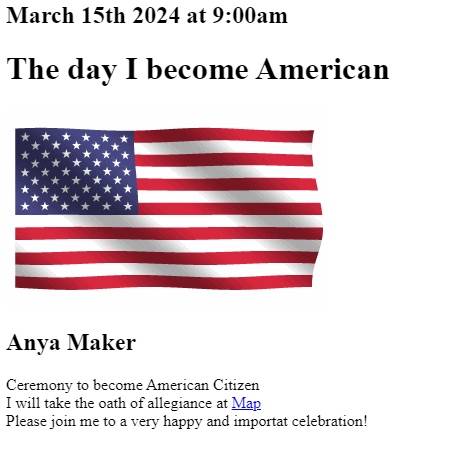 March 15th 2024 at 9:00am
The day I become American
Anya Maker
Ceremony to become American Citizen
I will take the oath of allegiance at Map
Please join me to a very happy and importat celebration!